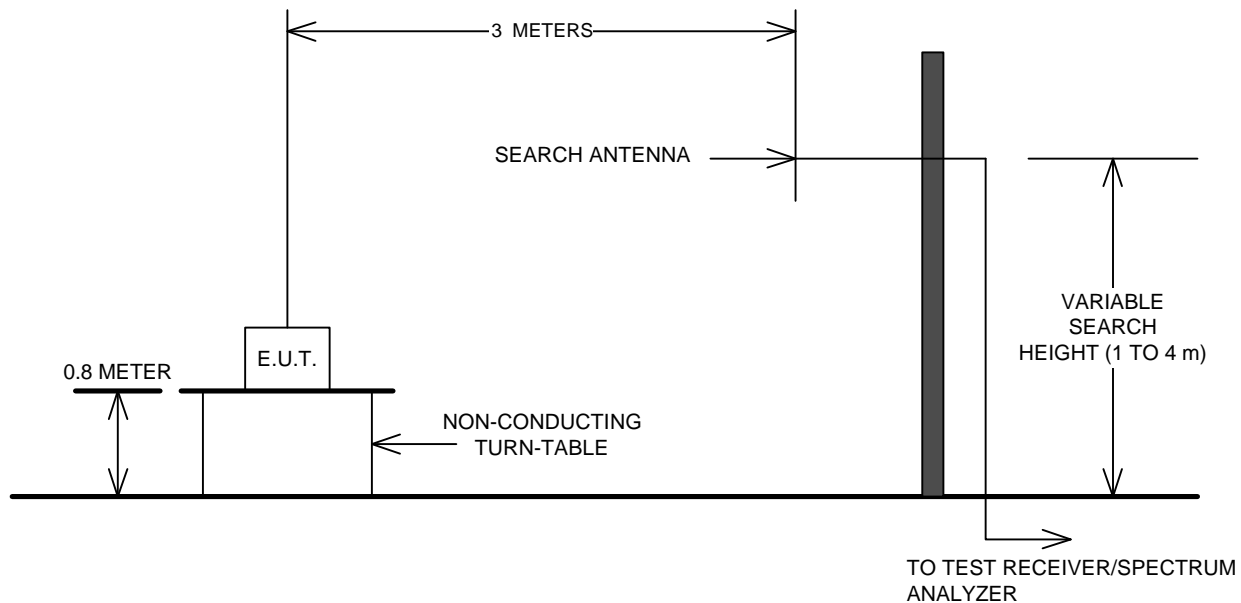 3 METERS
SEARCH ANTENNA
VARIABLE
SEARCH
HEIGHT (1 TO 4 m)
E.U.T.
0.8 METER
NON-CONDUCTING
TURN-TABLE
TO TEST RECEIVER/SPECTRUM
ANALYZER